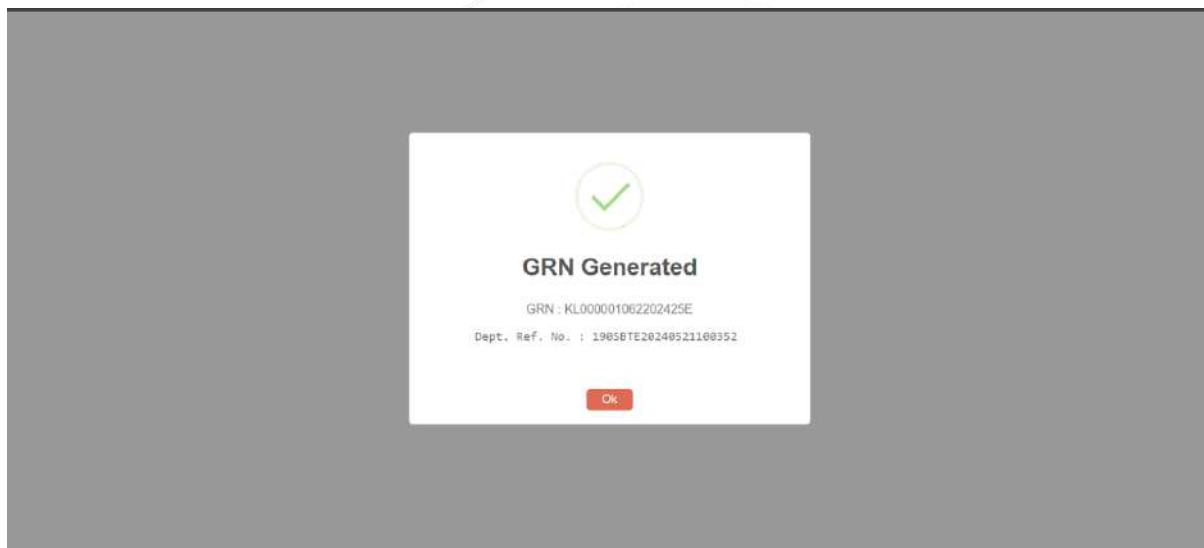 GRN Generated
GRN : KL000001062202425E
Dept. Ref. No. : 190SBTE20240521100352
Ok